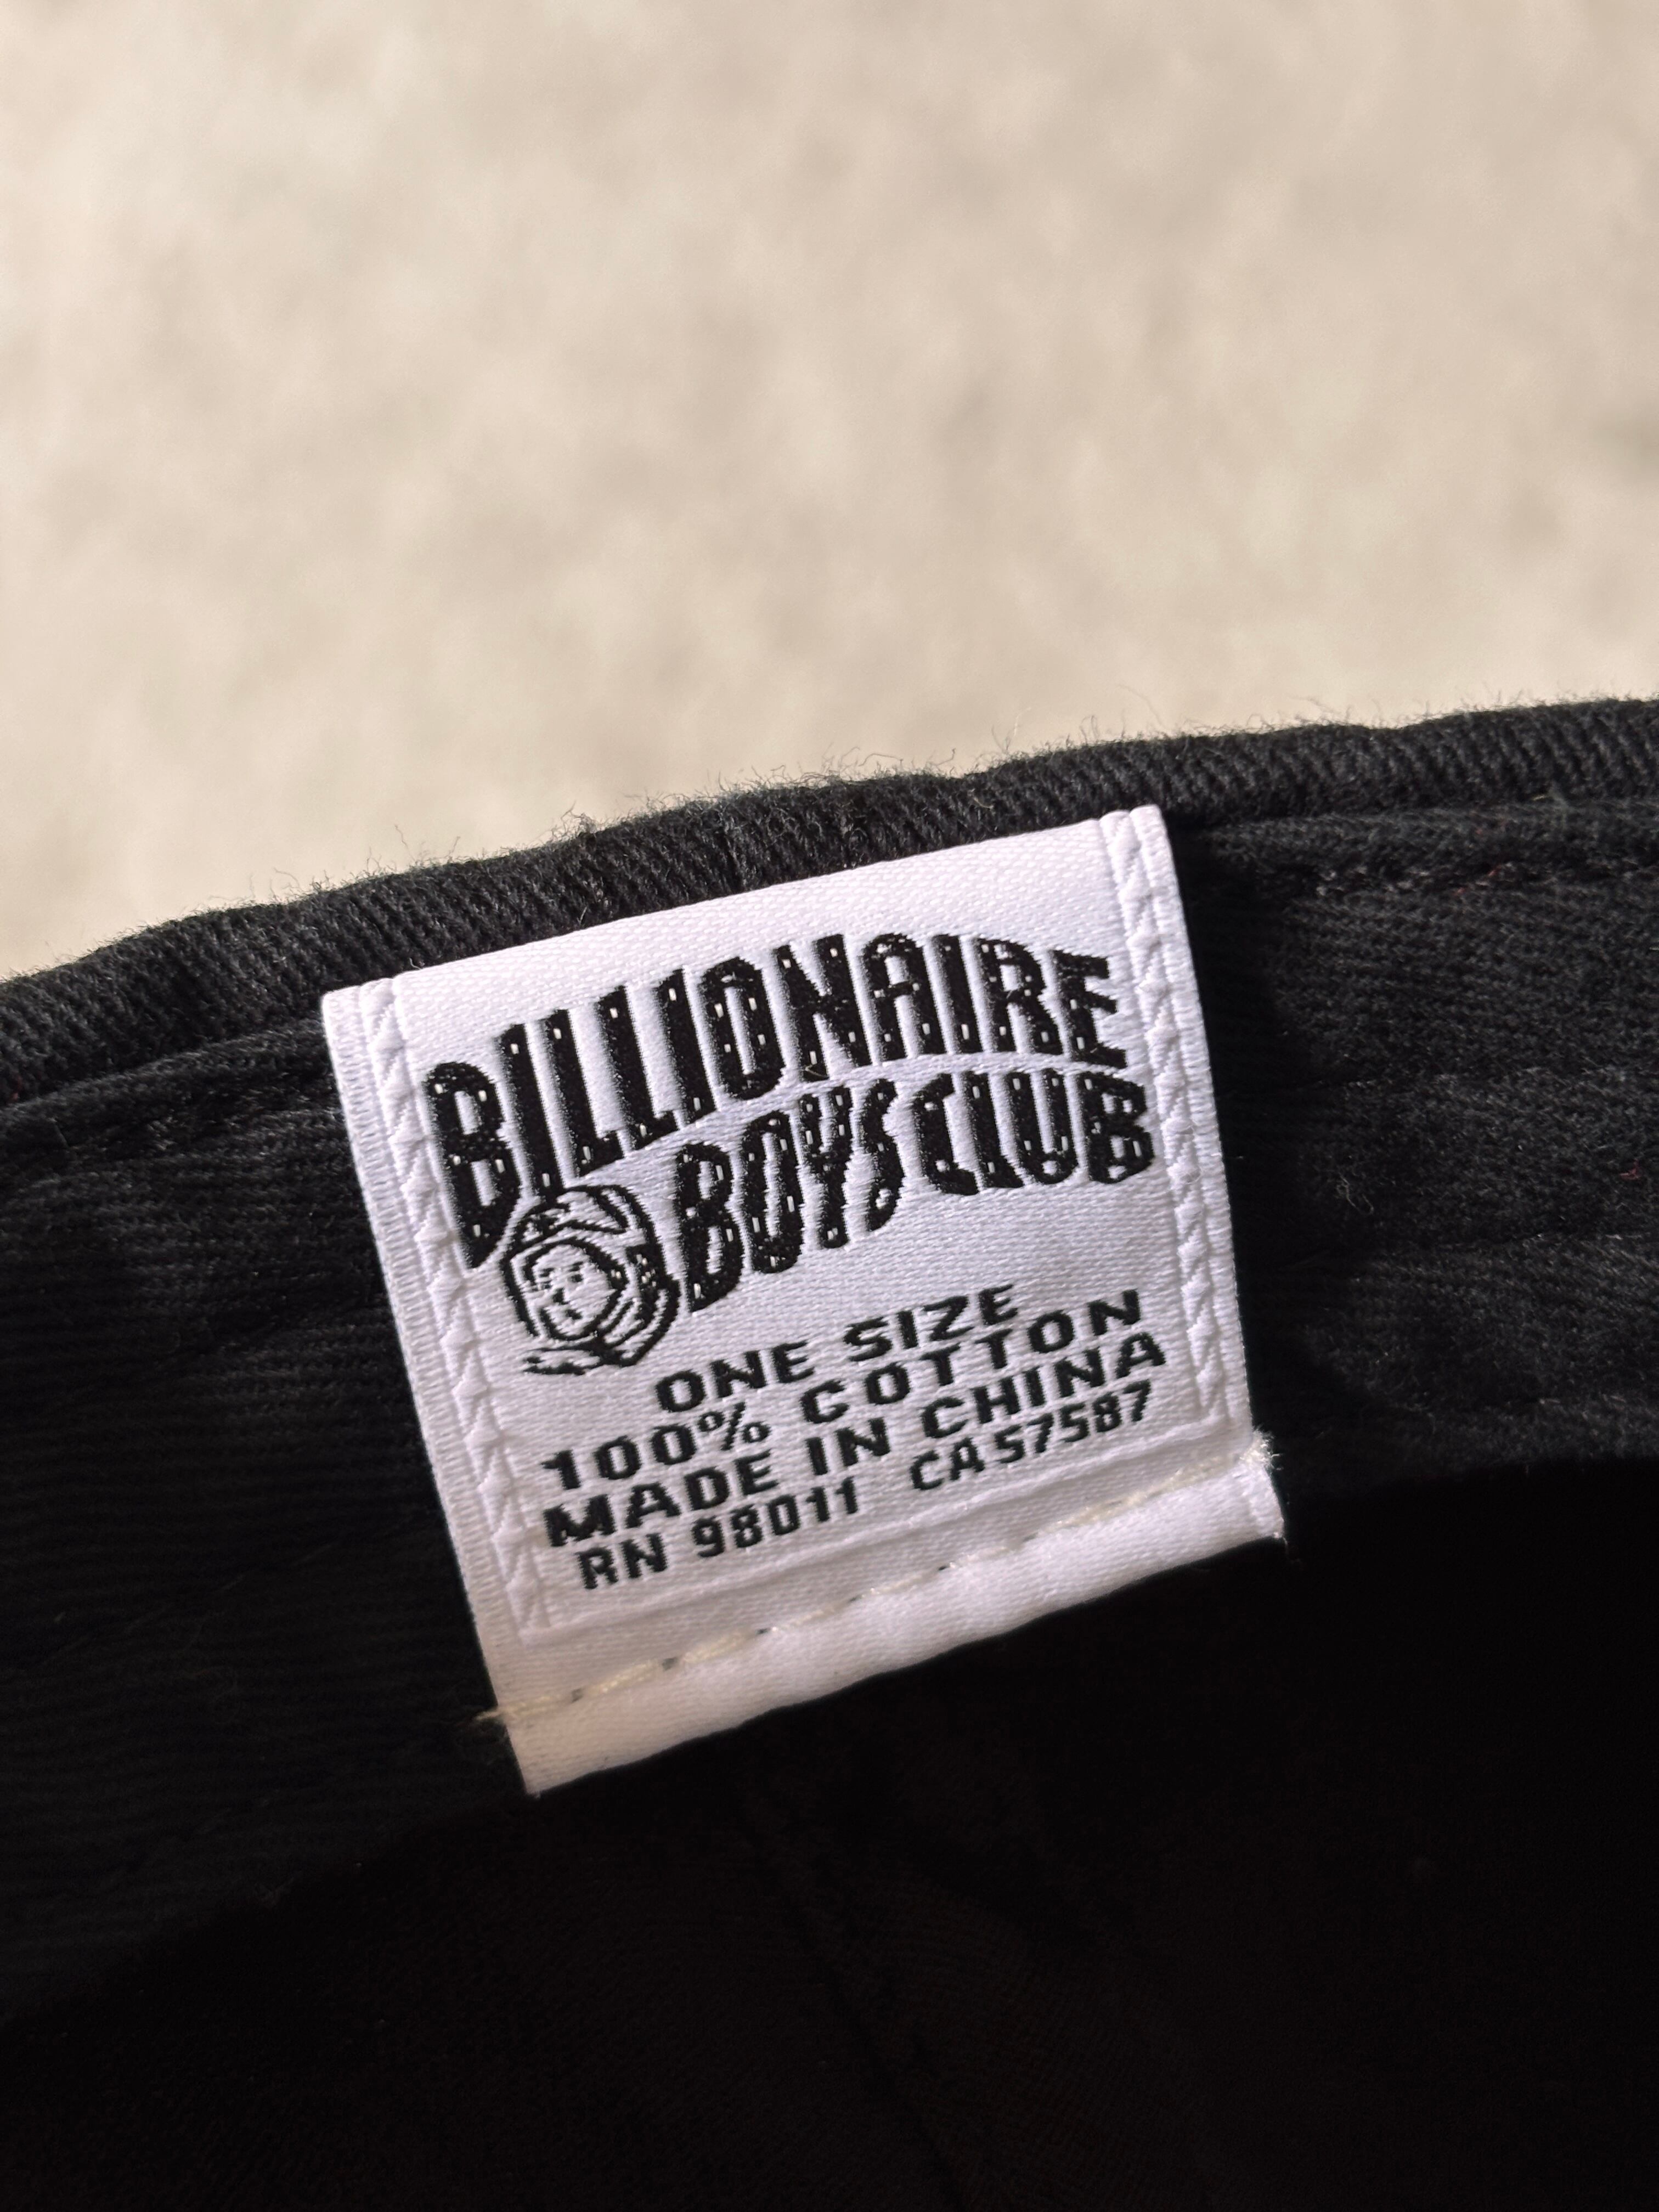 BILLIONAIRE
BOYS CLUB
ONE SIZE
100% COTTON
MADE IN CHINA
RN 98011 CA57587